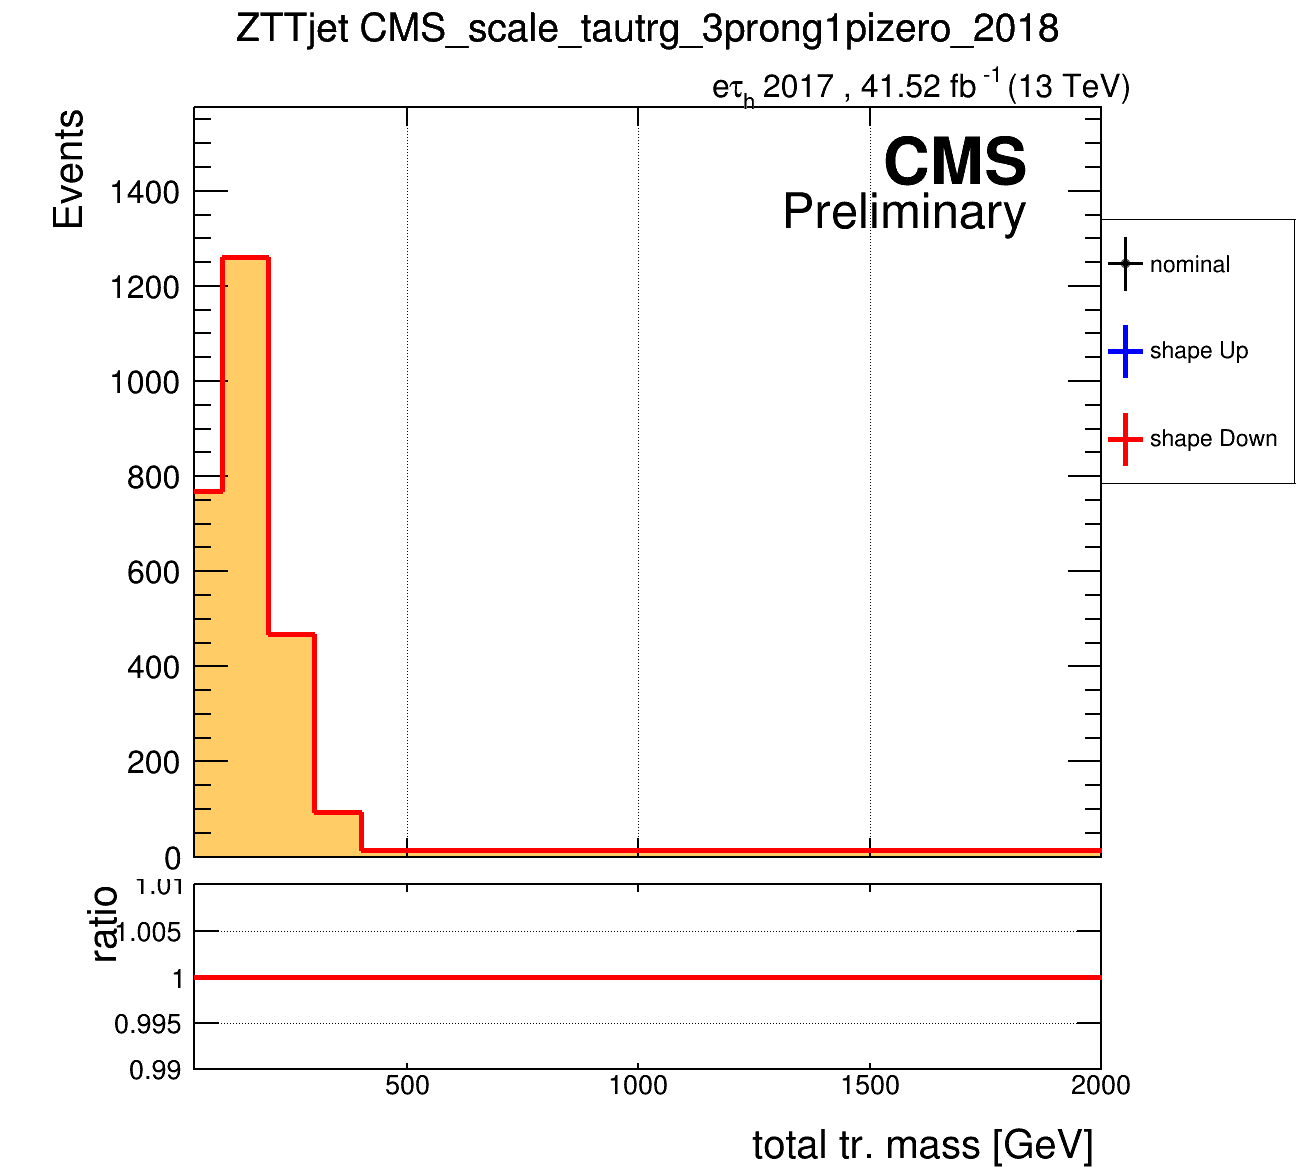 ZTTjet CMS_scale_tautrg_3prong1pizero_2018
eτh 2017 , 41.52 fb -1 (13 TeV)
Events
CMS
Preliminary
1400
1200
1000
800
600
400
200
0
nominal
shape Up
shape Down
ratio
1.01
1.005
1
0.995
0.99
500 1000 1500 2000
total tr. mass [GeV]